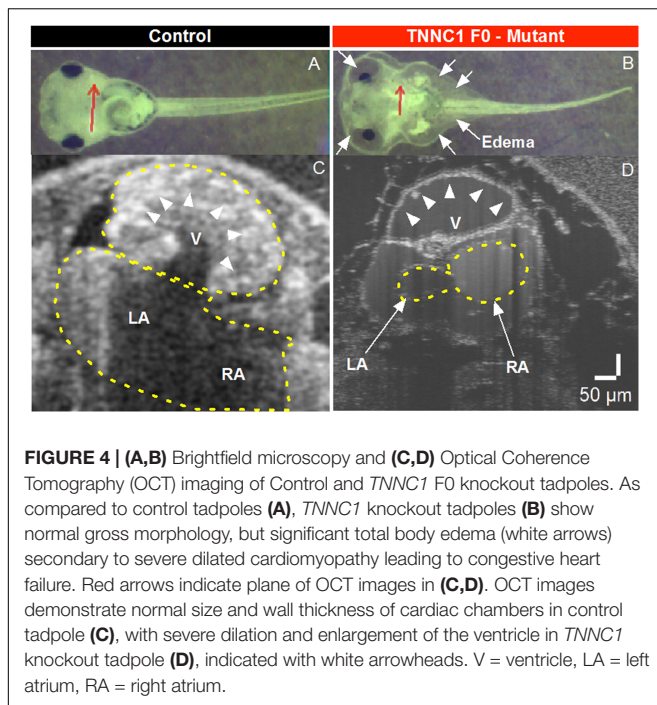 Control
TNNC1 F0 - Mutant
A
B
Edema
C
D
V
V
LA
RA
LA
RA
50 µm
FIGURE 4 | (A,B) Brightfield microscopy and (C,D) Optical Coherence
Tomography (OCT) imaging of Control and TNNC1 F0 knockout tadpoles. As
compared to control tadpoles (A), TNNC1 knockout tadpoles (B) show
normal gross morphology, but significant total body edema (white arrows)
secondary to severe dilated cardiomyopathy leading to congestive heart
failure. Red arrows indicate plane of OCT images in (C,D). OCT images
demonstrate normal size and wall thickness of cardiac chambers in control
tadpole (C), with severe dilation and enlargement of the ventricle in TNNC1
knockout tadpole (D), indicated with white arrowheads. V = ventricle, LA = left
atrium, RA = right atrium.